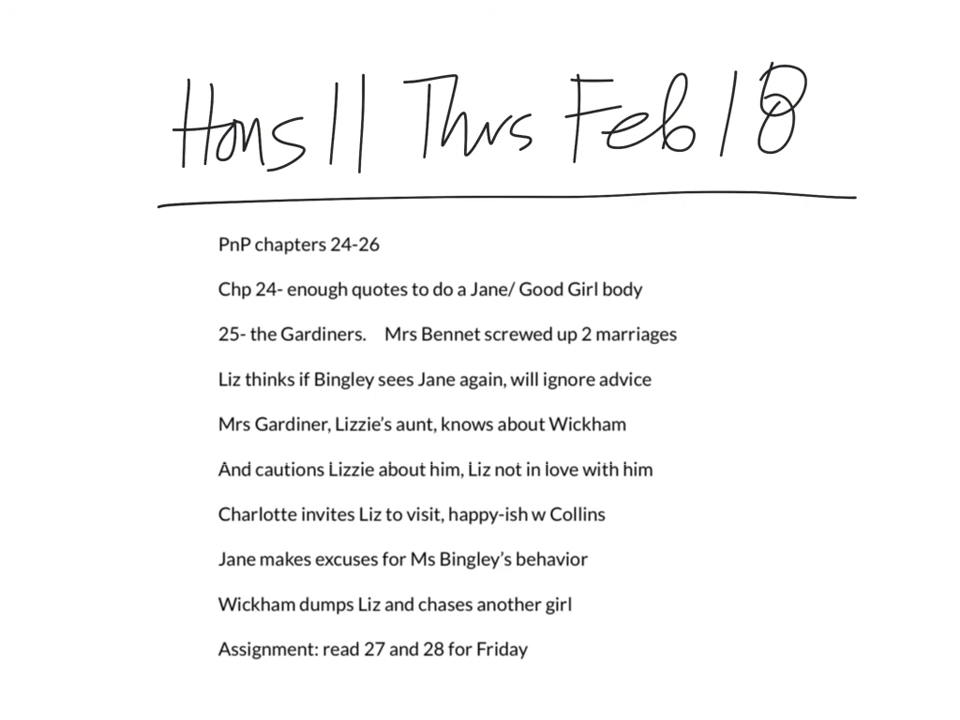 Hons 11 Thurs Feb 18
PnP chapters 24-26
Chp 24- enough quotes to do a Jane/ Good Girl body
25- the Gardiners. Mrs Bennet screwed up 2 marriages
Liz thinks if Bingley sees Jane again, will ignore advice
Mrs Gardiner, Lizzie’s aunt, knows about Wickham
And cautions Lizzie about him, Liz not in love with him
Charlotte invites Liz to visit, happy-ish w Collins
Jane makes excuses for Ms Bingley’s behavior
Wickham dumps Liz and chases another girl
Assignment: read 27 and 28 for Friday